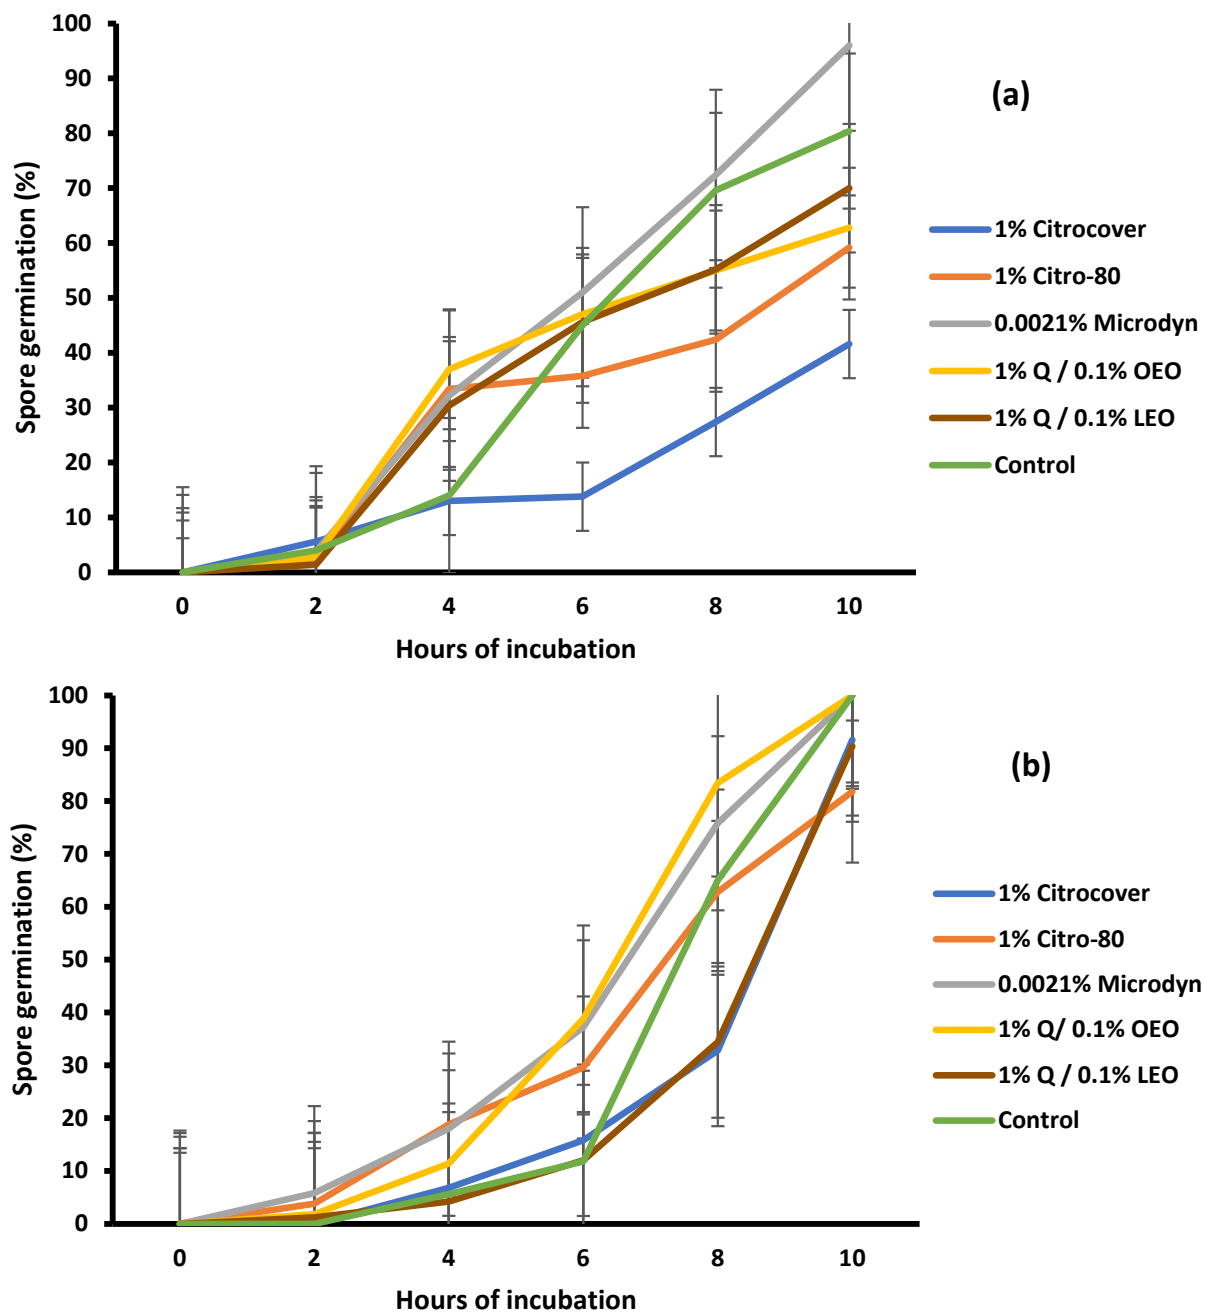 100
90
80
70
60
50
40
30
20
10
0
Spore germination (%)
(a)
1% Citrocover
1% Citro-80
0.0021% Microdyn
1% Q / 0.1% OEO
1% Q / 0.1% LEO
Control
0 2 4 6 8 10
Hours of incubation
100
90
80
70
60
50
40
30
20
10
0
Spore germination (%)
(b)
1% Citrocover
1% Citro-80
0.0021% Microdyn
1% Q/ 0.1% OEO
1% Q / 0.1% LEO
Control
0 2 4 6 8 10
Hours of incubation